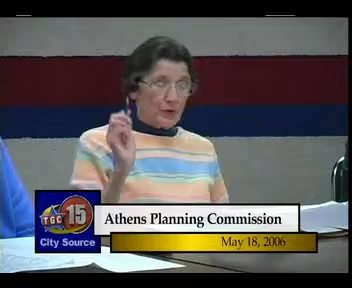 TGC 15
Athens Planning Commission
City Source
May 18, 2006